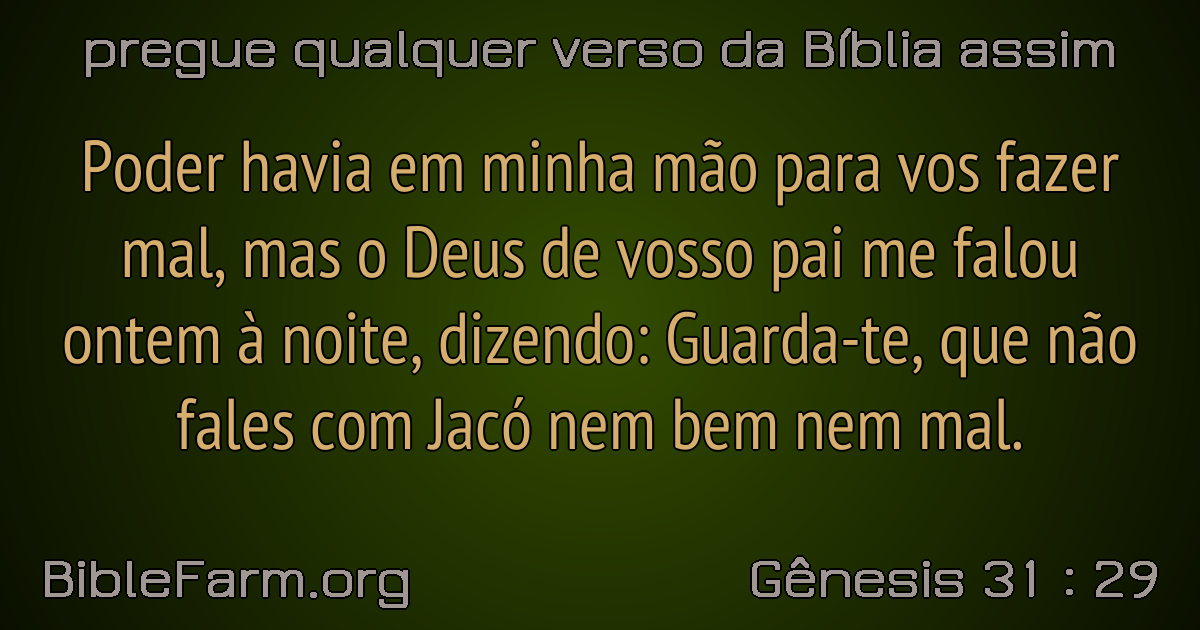 pregue qualquer verso da Bíblia assim
Poder havia em minha mão para vos fazer
mal, mas o Deus de vosso pai me falou
ontem à noite, dizendo: Guarda-te, que não
fales com Jacó nem bem nem mal.
BibleFarm.org
Gênesis 31 : 29